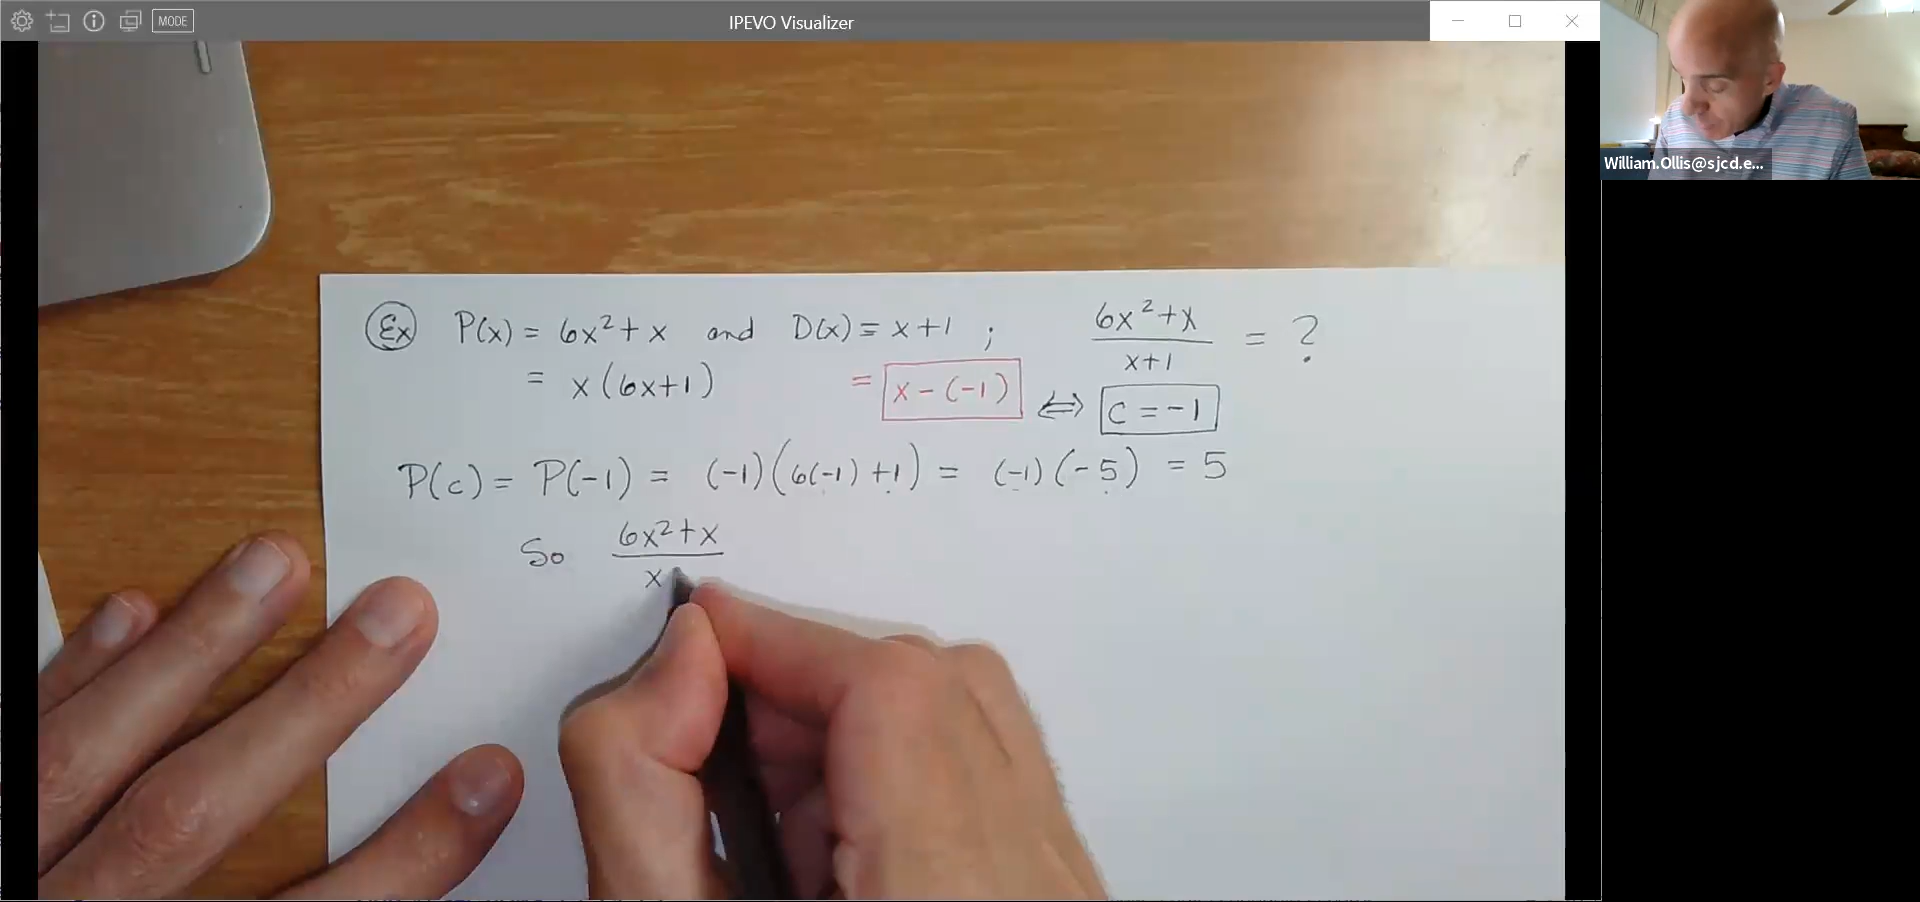 MODE
IPEVO Visualizer
William.Ollis@sjcd.e...
Ex P(x) = 6x² + x and D(x) = x + 1 ; (6x² + x)/(x+1) = ?
= x(6x+1) = x - (-1) ⇔ c = -1
P(c) = P(-1) = (-1)(6(-1)+1) = (-1)(-5) = 5
So 6x² + x
x